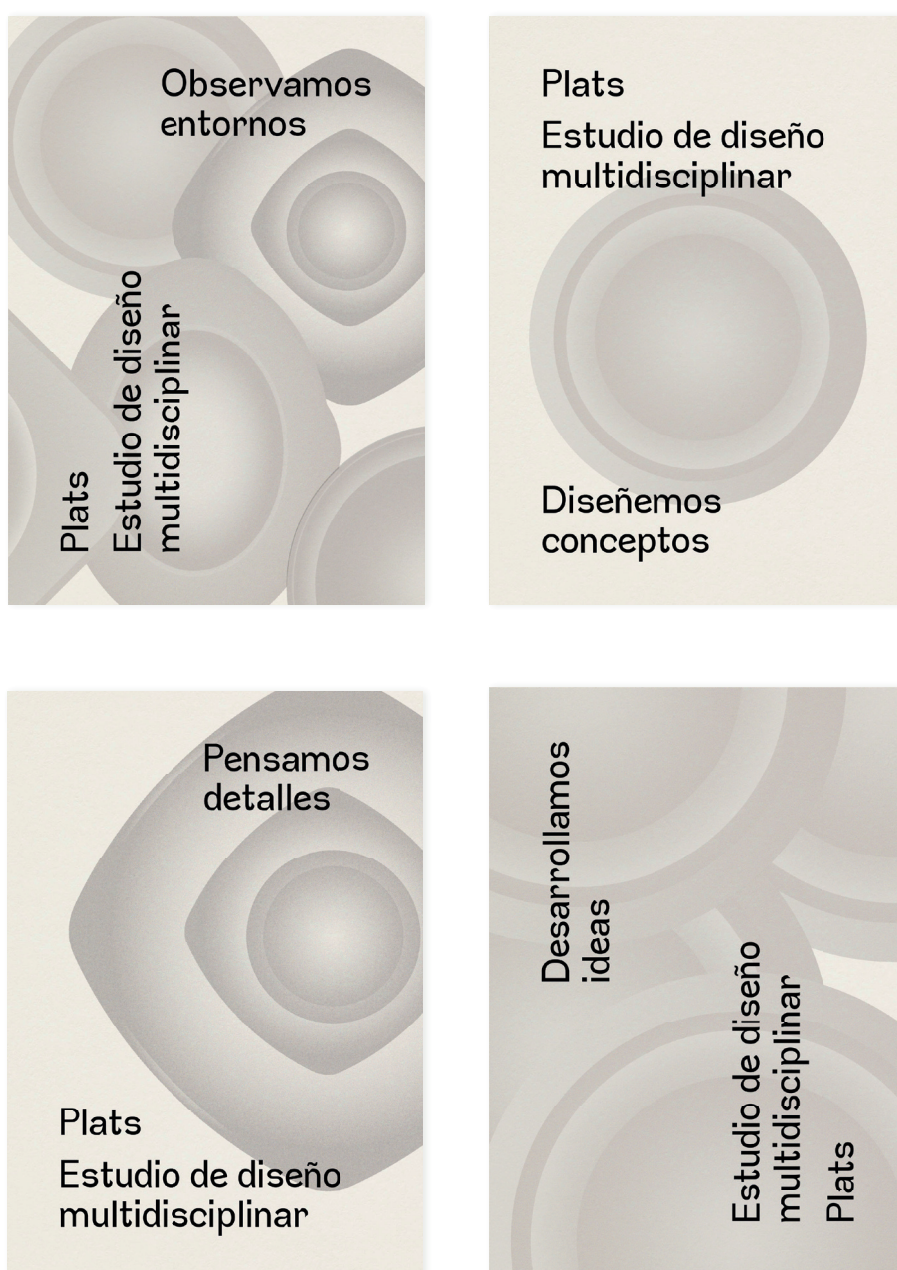 Observamos
entornos
Plats
Estudio de diseño
multidisciplinar
Plats
Estudio de diseño
multidisciplinar
Diseñemos
conceptos
Pensamos
detalles
Plats
Estudio de diseño
multidisciplinar
Desarrollamos
ideas
Estudio de diseño
multidisciplinar
Plats